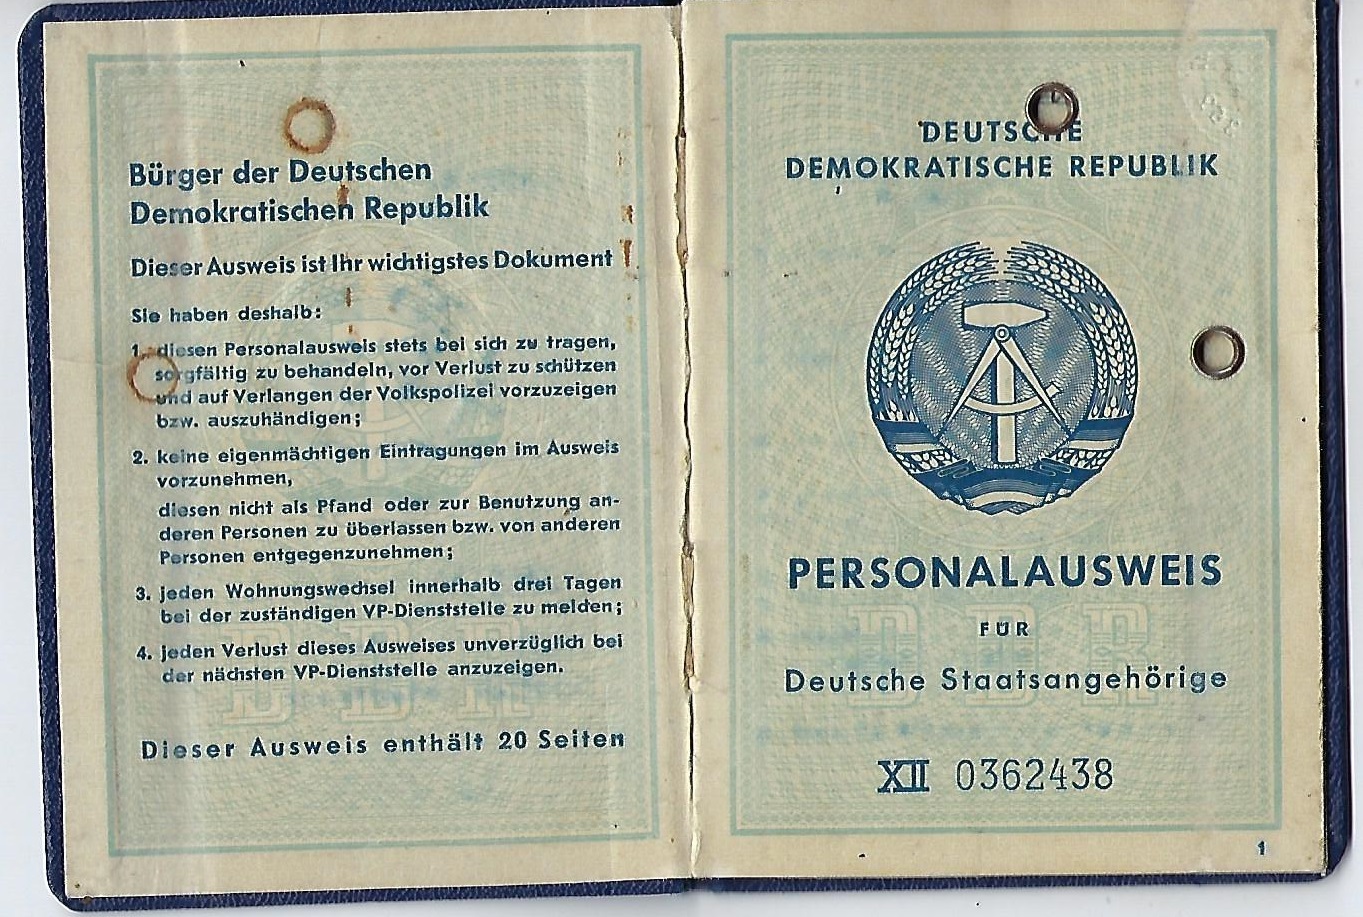 Bürger der Deutschen
Demokratischen Republik
Dieser Ausweis ist Ihr wichtigstes Dokument
Sie haben deshalb:
1. diesen Personalausweis stets bei sich zu tragen,
sorgfältig zu behandeln, vor Verlust zu schützen
und auf Verlangen der Volkspolizei vorzuzeigen
bzw. auszuhändigen;
2. keine eigenmächtigen Eintragungen im Ausweis
vorzunehmen,
diesen nicht als Pfand oder zur Benutzung an-
deren Personen zu überlassen bzw. von anderen
Personen entgegenzunehmen;
3. jeden Wohnungswechsel innerhalb drei Tagen
bei der zuständigen VP-Dienststelle zu melden;
4. jeden Verlust dieses Ausweises unverzüglich bei
der nächsten VP-Dienststelle anzuzeigen.
DDR
Dieser Ausweis enthält 20 Seiten
DEUTSCHE
DEMOKRATISCHE REPUBLIK
PERSONALAUSWEIS
DDR
FÜR
Deutsche Staatsangehörige
XII 0362438
1